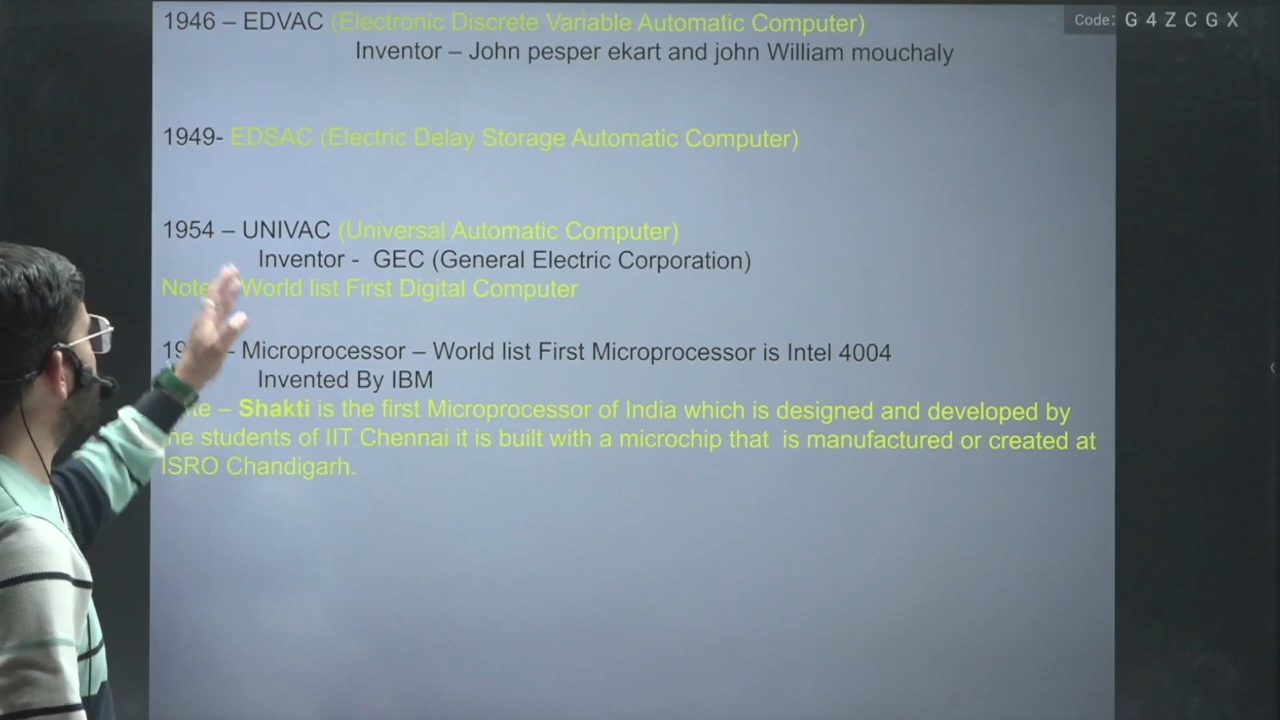 1946 – EDVAC (Electronic Discrete Variable Automatic Computer)
Code: G 4 Z C G X
Inventor – John pesper ekart and john William mouchaly
1949- EDSAC (Electric Delay Storage Automatic Computer)
1954 – UNIVAC (Universal Automatic Computer)
Inventor - GEC (General Electric Corporation)
Note World list First Digital Computer
– Microprocessor – World list First Microprocessor is Intel 4004
Invented By IBM
– Shakti is the first Microprocessor of India which is designed and developed by
students of IIT Chennai it is built with a microchip that is manufactured or created at
ISRO Chandigarh.